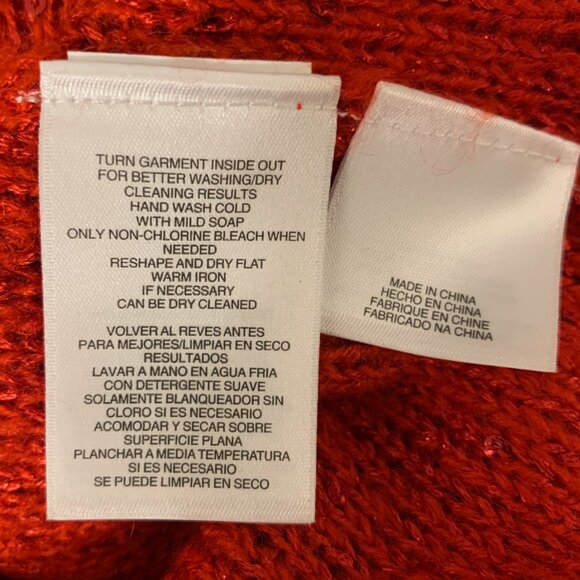 TURN GARMENT INSIDE OUT
FOR BETTER WASHING/DRY
CLEANING RESULTS
HAND WASH COLD
WITH MILD SOAP
ONLY NON-CHLORINE BLEACH WHEN
NEEDED
RESHAPE AND DRY FLAT
WARM IRON
IF NECESSARY
CAN BE DRY CLEANED
VOLVER AL REVES ANTES
PARA MEJORES/LIMPIAR EN SECO
RESULTADOS
LAVAR A MANO EN AGUA FRIA
CON DETERGENTE SUAVE
SOLAMENTE BLANQUEADOR SIN
CLORO SI ES NECESARIO
ACOMODAR Y SECAR SOBRE
SUPERFICIE PLANA
PLANCHAR A MEDIA TEMPERATURA
SI ES NECESARIO
SE PUEDE LIMPIAR EN SECO
MADE IN CHINA
HECHO EN CHINA
FABRIQUE EN CHINE
FABRICADO NA CHINA